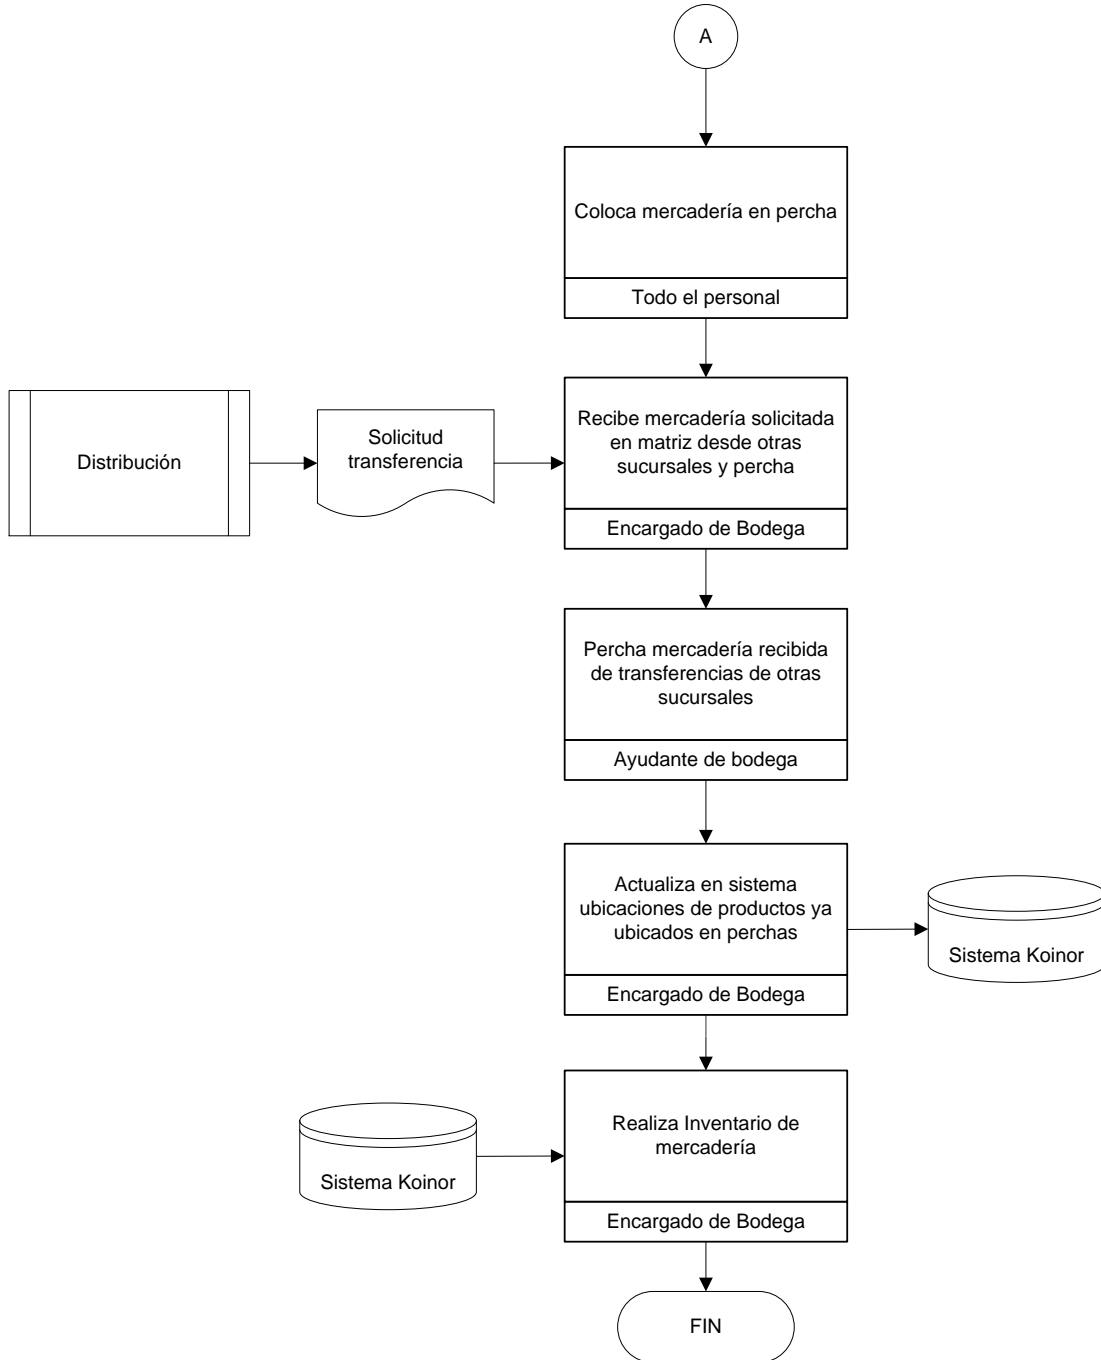 A
Coloca mercadería en percha
Todo el personal
Distribución
Solicitud
transferencia
Recibe mercadería solicitada
en matriz desde otras
sucursales y percha
Encargado de Bodega
Percha mercadería recibida
de transferencias de otras
sucursales
Ayudante de bodega
Actualiza en sistema
ubicaciones de productos ya
ubicados en perchas
Encargado de Bodega
Sistema Koinor
Sistema Koinor
Realiza Inventario de
mercadería
Encargado de Bodega
FIN